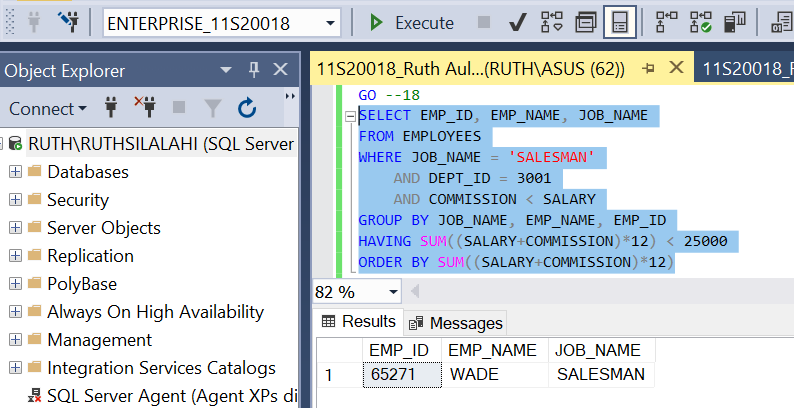 ENTERPRISE_11S20018
Execute
Object Explorer
Connect
RUTH\RUTHSILALAHI (SQL Server
Databases
Security
Server Objects
Replication
PolyBase
Always On High Availability
Management
Integration Services Catalogs
SQL Server Agent (Agent XPs di
11S20018_Ruth Aul...(RUTH\ASUS (62))
11S20018_R
GO --18
SELECT EMP_ID, EMP_NAME, JOB_NAME
FROM EMPLOYEES
WHERE JOB_NAME = 'SALESMAN'
AND DEPT_ID = 3001
AND COMMISSION < SALARY
GROUP BY JOB_NAME, EMP_NAME, EMP_ID
HAVING SUM((SALARY+COMMISSION)*12) < 25000
ORDER BY SUM((SALARY+COMMISSION)*12)
82 %
Results Messages
EMP_ID EMP_NAME JOB_NAME
1 65271 WADE SALESMAN